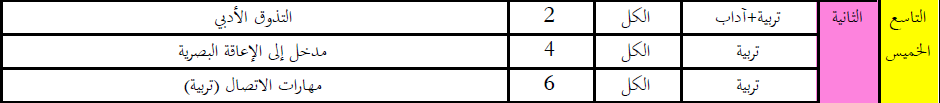 التاسع الثانية تربية+آداب الكل 2 التذوق الأدبي
الخميس تربية الكل 4 مدخل إلى الإعاقة البصرية
تربية الكل 6 مهارات الاتصال (تربية)